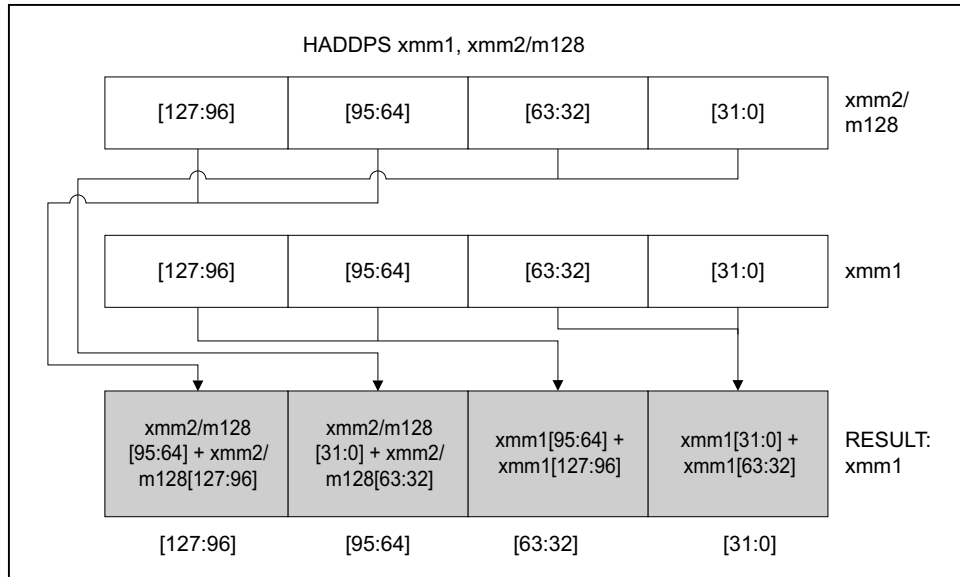 HADDPS xmm1, xmm2/m128
[127:96] [95:64] [63:32] [31:0]
xmm2/
m128
[127:96] [95:64] [63:32] [31:0]
xmm1
xmm2/m128
[95:64] + xmm2/
m128[127:96]
xmm2/m128
[31:0] + xmm2/
m128[63:32]
xmm1[95:64] +
xmm1[127:96]
xmm1[31:0] +
xmm1[63:32]
RESULT:
xmm1
[127:96] [95:64] [63:32] [31:0]